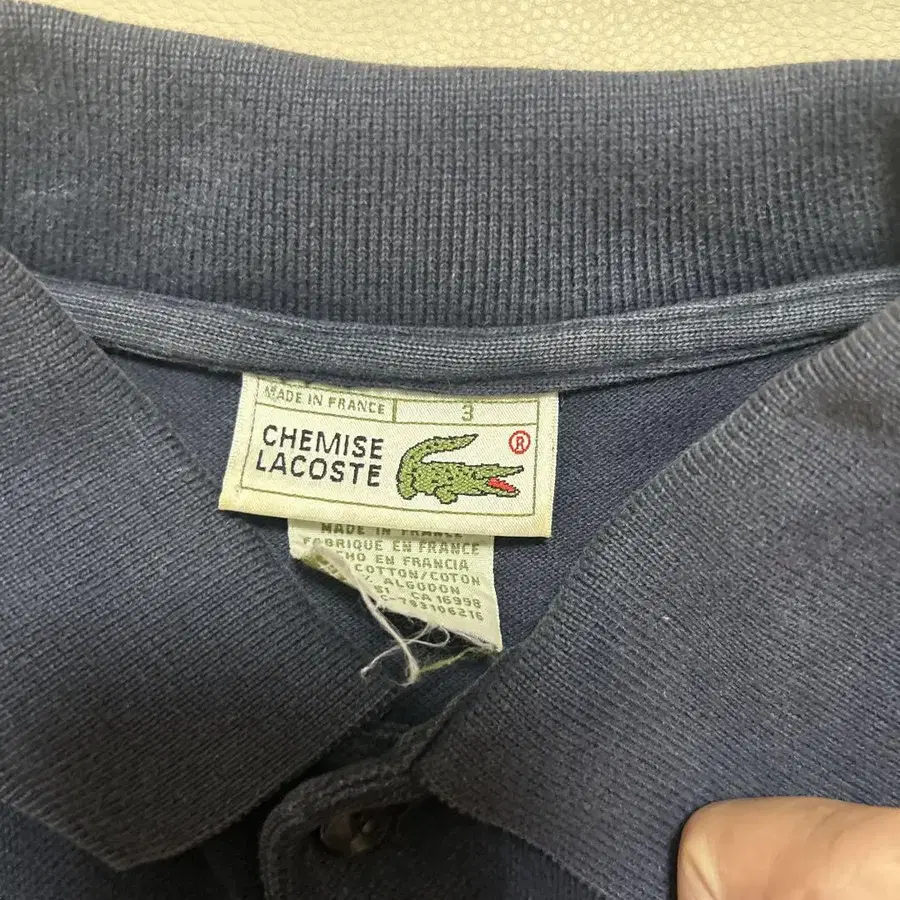 MADE IN FRANCE 3
CHEMISE
LACOSTE ®
MADE IN FRANCE
FABRIQUE EN FRANCE
EN FRANCIA
COTTON/COTON
% ALGODON
CA 16998
C-793106216